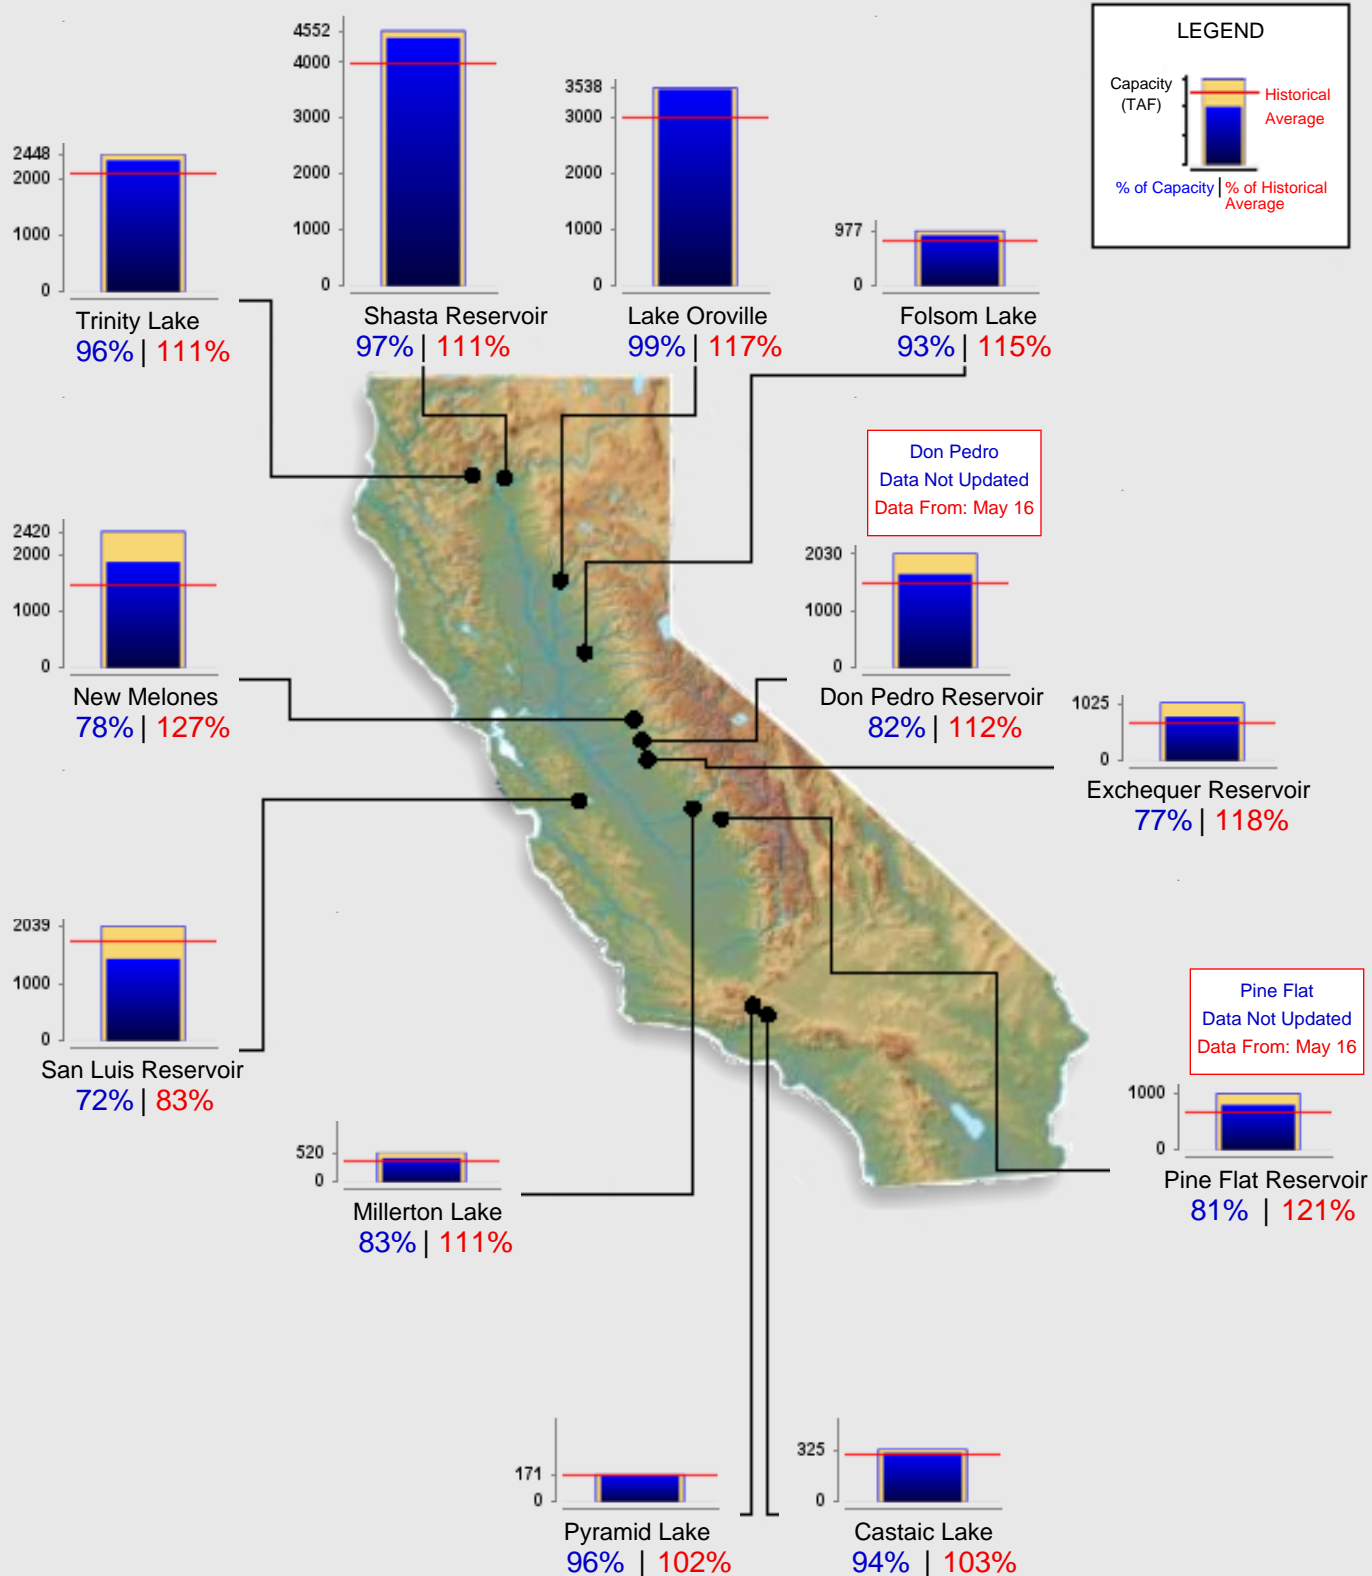 LEGEND
Capacity
(TAF)
Historical
Average
% of Capacity | % of Historical
Average
2448
2000
1000
0
Trinity Lake
96% | 111%
4552
4000
3000
2000
1000
0
Shasta Reservoir
97% | 111%
3538
3000
2000
1000
0
Lake Oroville
99% | 117%
977
0
Folsom Lake
93% | 115%
2420
2000
1000
0
New Melones
78% | 127%
Don Pedro
Data Not Updated
Data From: May 16
2030
1000
0
Don Pedro Reservoir
82% | 112%
1025
0
Exchequer Reservoir
77% | 118%
2039
1000
0
San Luis Reservoir
72% | 83%
520
0
Millerton Lake
83% | 111%
Pine Flat
Data Not Updated
Data From: May 16
1000
0
Pine Flat Reservoir
81% | 121%
171
0
Pyramid Lake
96% | 102%
325
0
Castaic Lake
94% | 103%